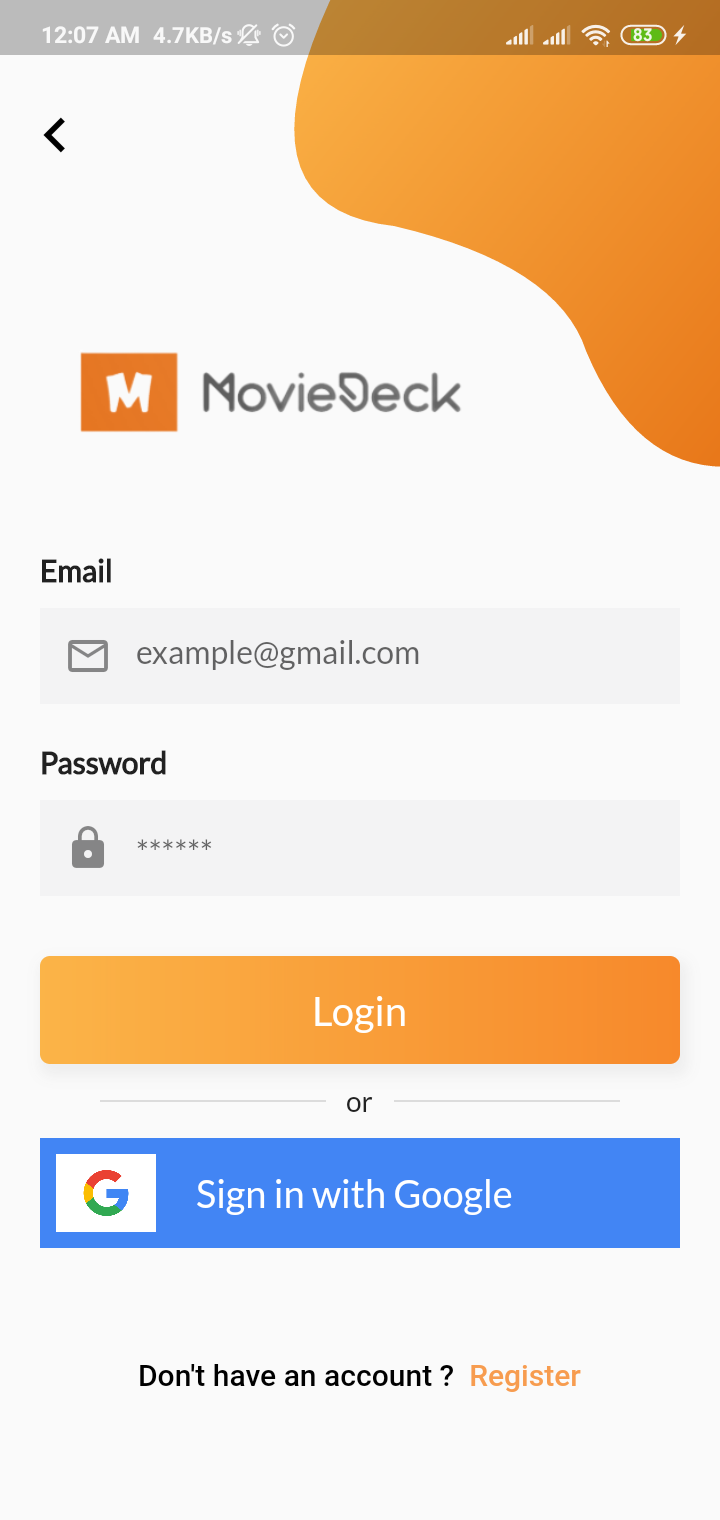 12:07 AM 4.7KB/s 83
M MovieDeck
Email
example@gmail.com
Password
******
Login
or
G Sign in with Google
Don't have an account ? Register